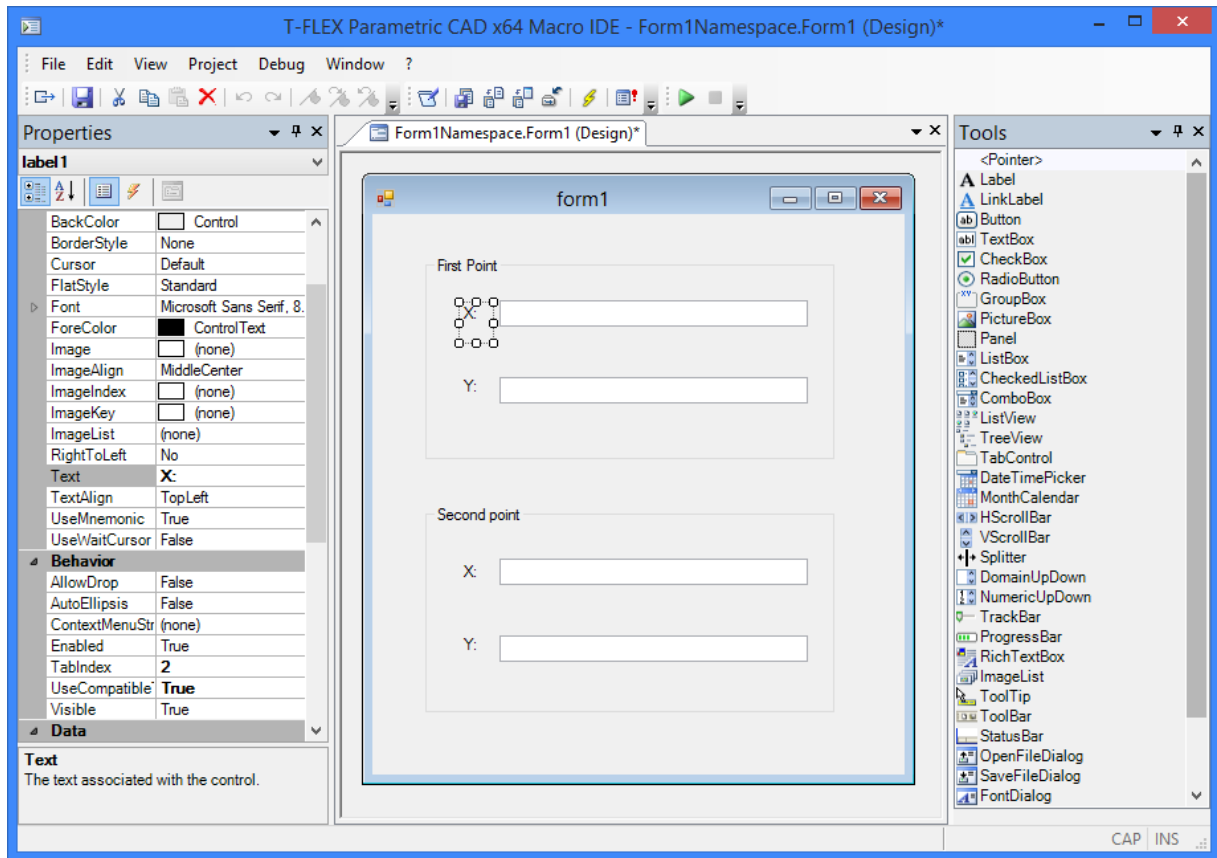 T-FLEX Parametric CAD x64 Macro IDE - Form1Namespace.Form1 (Design)*
File Edit View Project Debug Window ?
Properties
label1
BackColor Control
BorderStyle None
Cursor Default
FlatStyle Standard
Font Microsoft Sans Serif, 8.
ForeColor ControlText
Image (none)
ImageAlign MiddleCenter
ImageIndex (none)
ImageKey (none)
ImageList (none)
RightToLeft No
Text X:
TextAlign TopLeft
UseMnemonic True
UseWaitCursor False
Behavior
AllowDrop False
AutoEllipsis False
ContextMenuStr (none)
Enabled True
TabIndex 2
UseCompatible True
Visible True
Data
Text
The text associated with the control.
Form1Namespace.Form1 (Design)*
form1
First Point
X:
Y:
Second point
X:
Y:
Tools
<Pointer>
Label
LinkLabel
Button
TextBox
CheckBox
RadioButton
GroupBox
PictureBox
Panel
ListBox
CheckedListBox
ComboBox
ListView
TreeView
TabControl
DateTimePicker
MonthCalendar
HScrollBar
VScrollBar
Splitter
DomainUpDown
NumericUpDown
TrackBar
ProgressBar
RichTextBox
ImageList
ToolTip
ToolBar
StatusBar
OpenFileDialog
SaveFileDialog
FontDialog
CAP INS